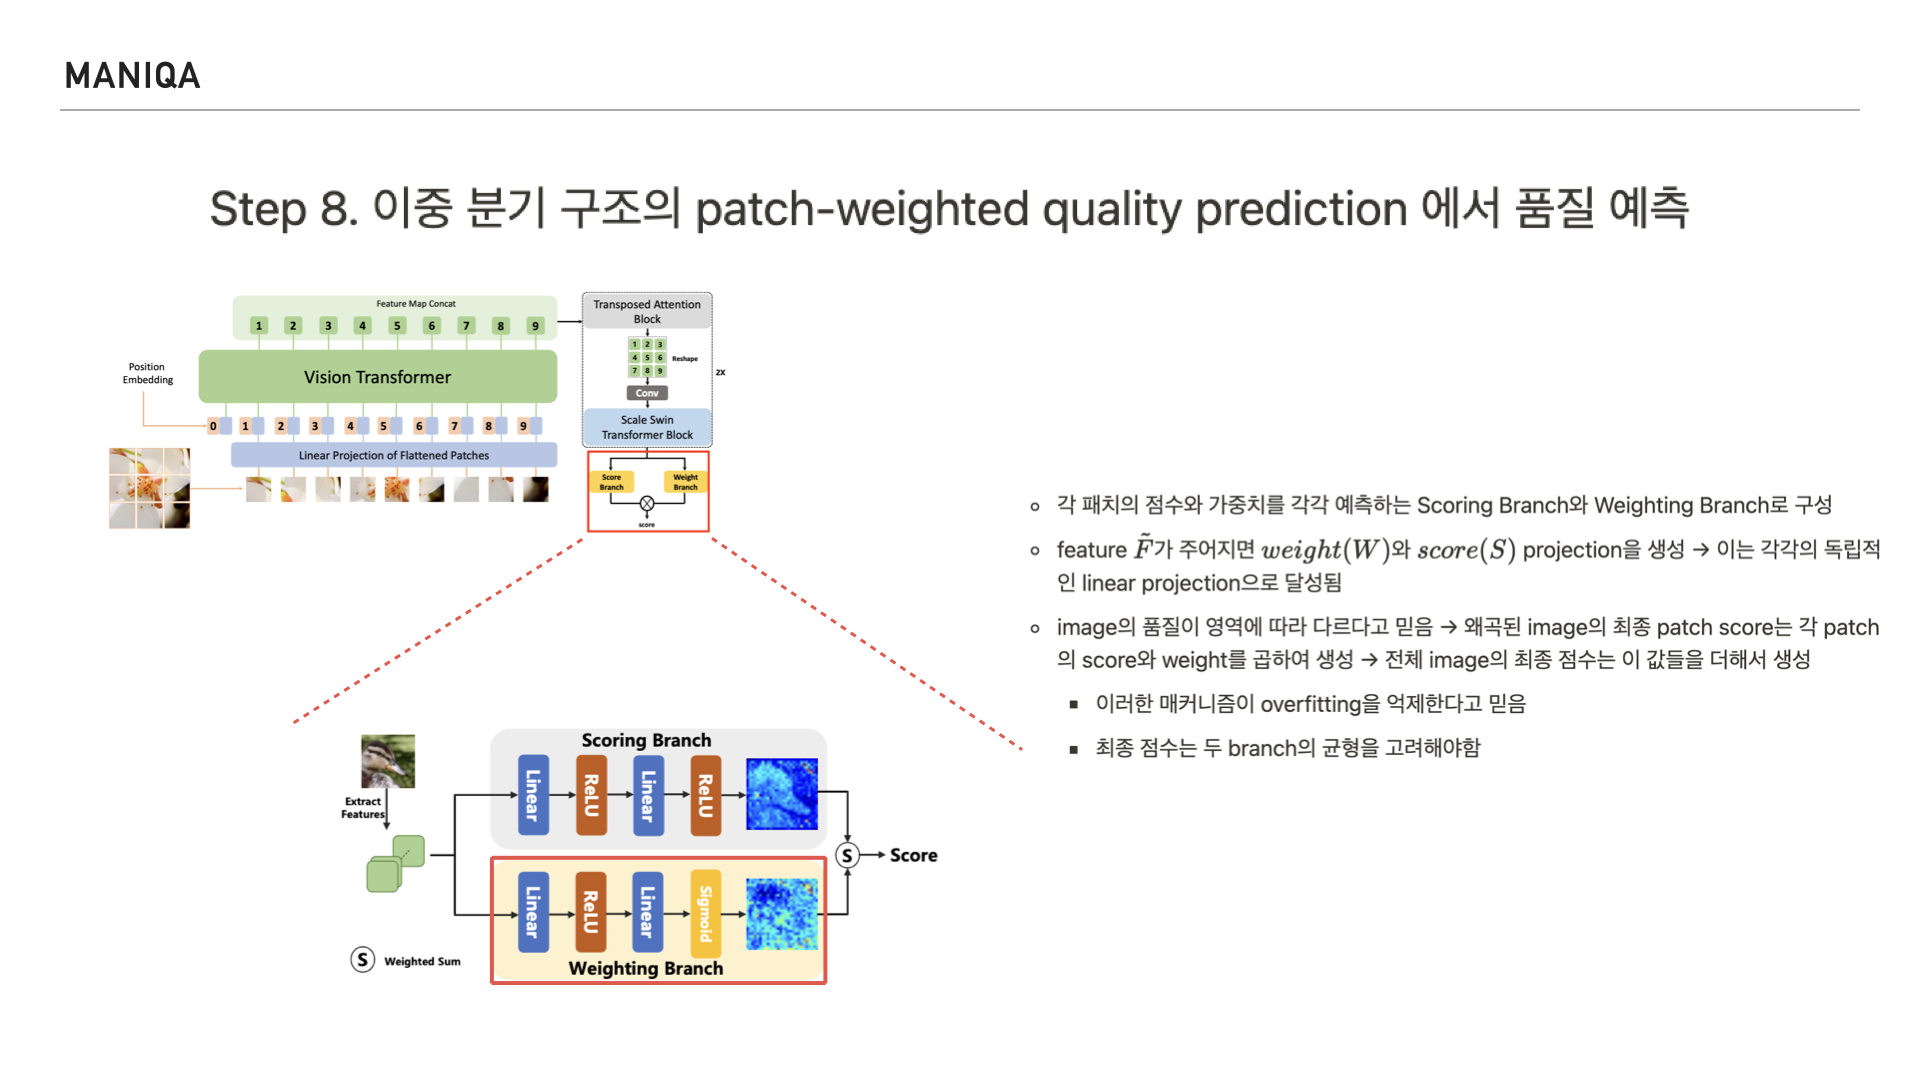 MANIQA
Step 8. 이중 분기 구조의 patch-weighted quality prediction 에서 품질 예측
Feature Map Concat
1 2 3 4 5 6 7 8 9
Vision Transformer
Position
Embedding
0 1 2 3 4 5 6 7 8 9
Linear Projection of Flattened Patches
Transposed Attention
Block
1 2 3
4 5 6
7 8 9
Reshape
2X
Conv
Scale Swin
Transformer Block
Score
Branch
Weight
Branch
score
각 패치의 점수와 가중치를 각각 예측하는 Scoring Branch와 Weighting Branch로 구성
feature F̃가 주어지면 weight(W)와 score(S) projection을 생성 → 이는 각각의 독립적
인 linear projection으로 달성됨
image의 품질이 영역에 따라 다르다고 믿음 → 왜곡된 image의 최종 patch score는 각 patch
의 score와 weight를 곱하여 생성 → 전체 image의 최종 점수는 이 값들을 더해서 생성
이러한 매커니즘이 overfitting을 억제한다고 믿음
최종 점수는 두 branch의 균형을 고려해야함
Scoring Branch
Linear ReLU Linear ReLU
Extract
Features
S
Score
Linear ReLU Linear Sigmoid
Weighting Branch
S Weighted Sum